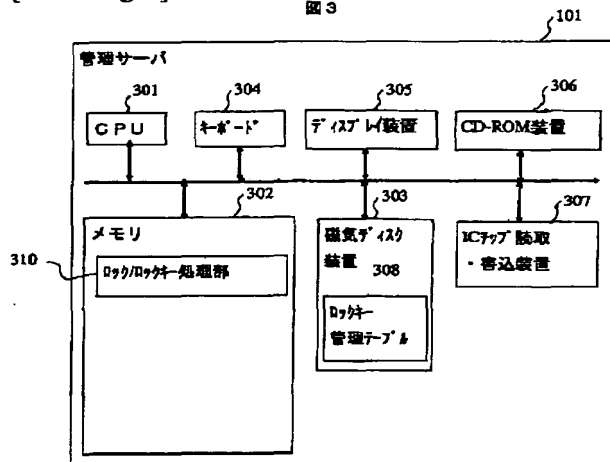 図3
101
管理サーバ
301
304
305
306
CPU
キーボード
ディスプレイ装置
CD-ROM装置
302
303
307
メモリ
磁気ディスク
装置
308
ICチップ読取
・書込装置
310
ロック/ロックキー処理部
ロックキー
管理テーブル